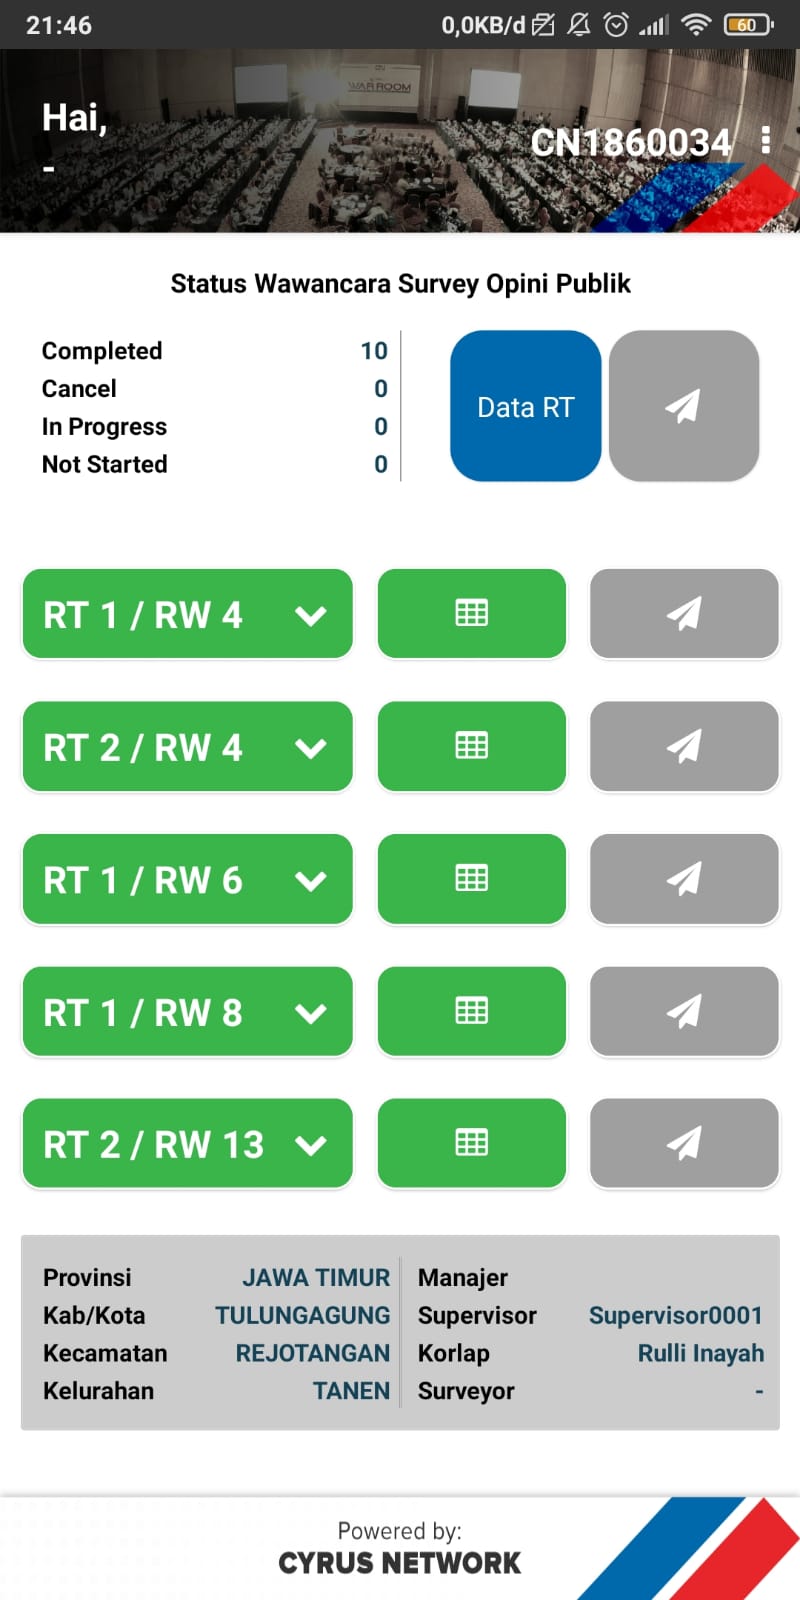 21:46
0,0KB/d
60
WAR ROOM
Hai,
-
CN1860034
Status Wawancara Survey Opini Publik
Completed 10
Cancel 0
In Progress 0
Not Started 0
Data RT
RT 1 / RW 4
RT 2 / RW 4
RT 1 / RW 6
RT 1 / RW 8
RT 2 / RW 13
Provinsi JAWA TIMUR
Kab/Kota TULUNGAGUNG
Kecamatan REJOTANGAN
Kelurahan TANEN
Manajer
Supervisor Supervisor0001
Korlap Rulli Inayah
Surveyor -
Powered by:
CYRUS NETWORK